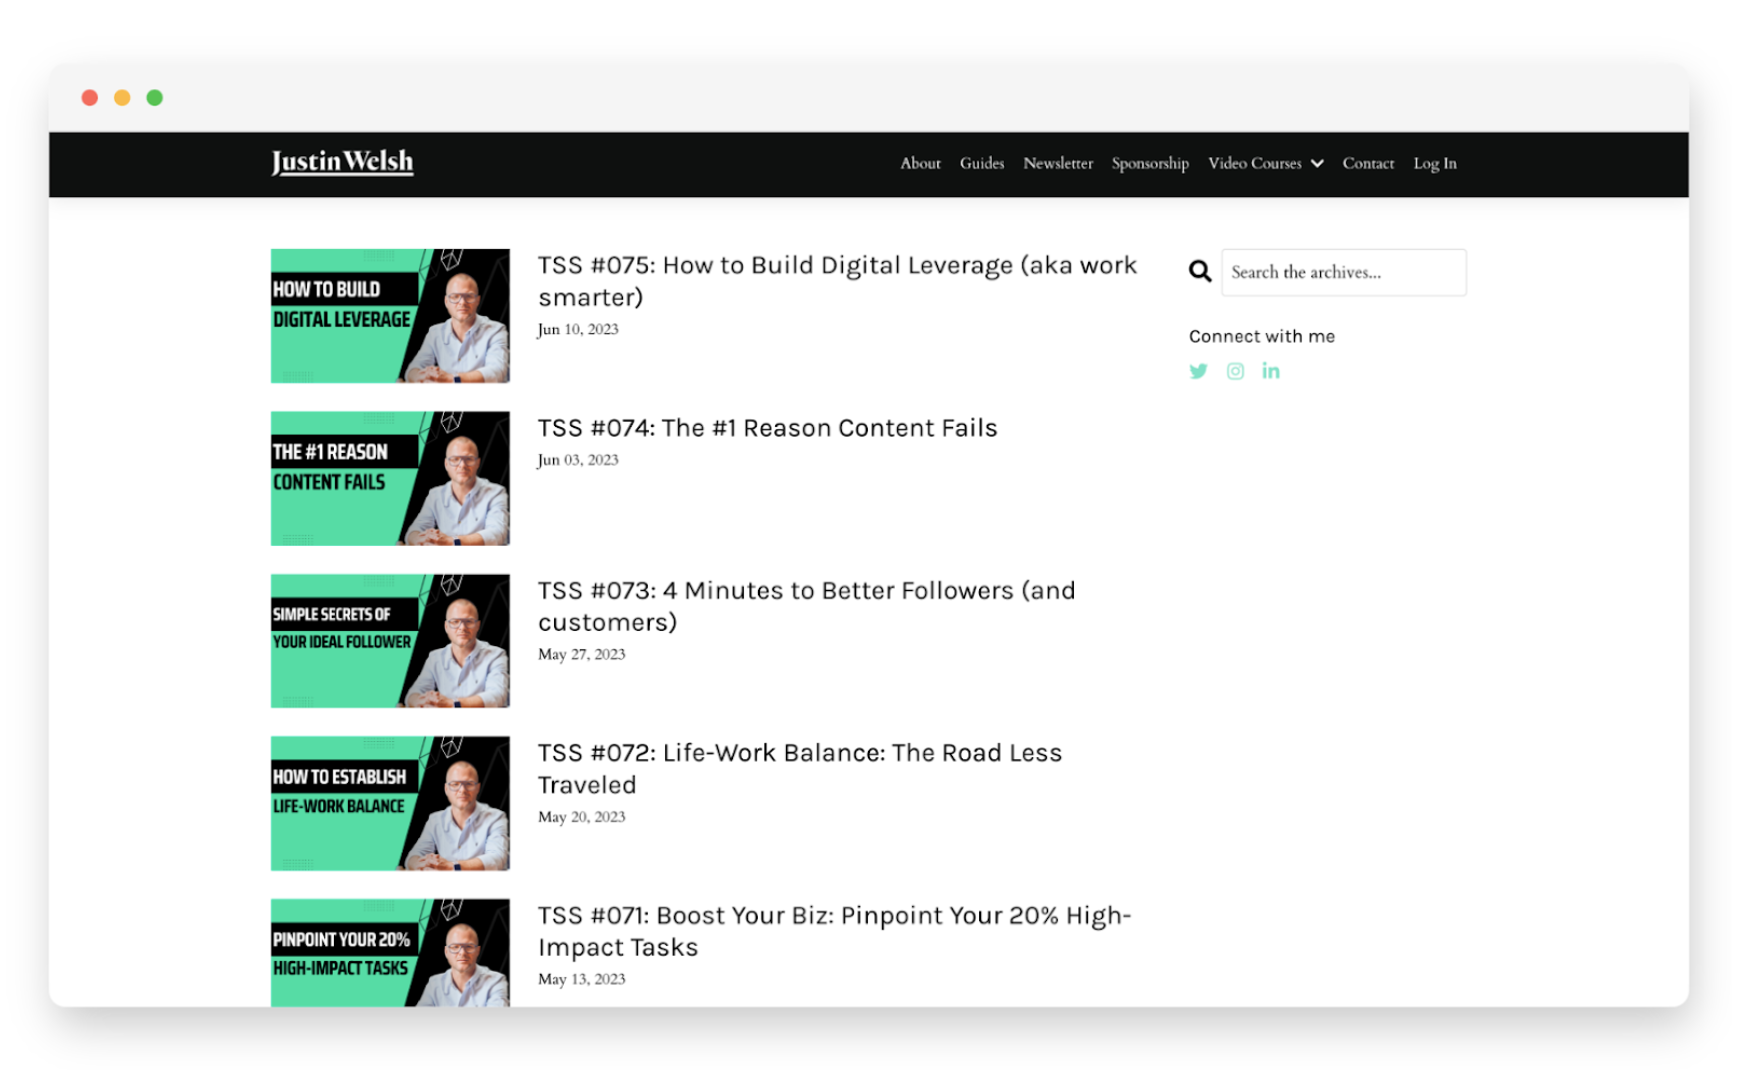 Justin Welsh
About Guides Newsletter Sponsorship Video Courses Contact Log In
HOW TO BUILD
DIGITAL LEVERAGE
TSS #075: How to Build Digital Leverage (aka work
smarter)
Jun 10, 2023
Search the archives...
Connect with me
THE #1 REASON
CONTENT FAILS
TSS #074: The #1 Reason Content Fails
Jun 03, 2023
SIMPLE SECRETS OF
YOUR IDEAL FOLLOWER
TSS #073: 4 Minutes to Better Followers (and
customers)
May 27, 2023
HOW TO ESTABLISH
LIFE-WORK BALANCE
TSS #072: Life-Work Balance: The Road Less
Traveled
May 20, 2023
PINPOINT YOUR 20%
HIGH-IMPACT TASKS
TSS #071: Boost Your Biz: Pinpoint Your 20% High-
Impact Tasks
May 13, 2023